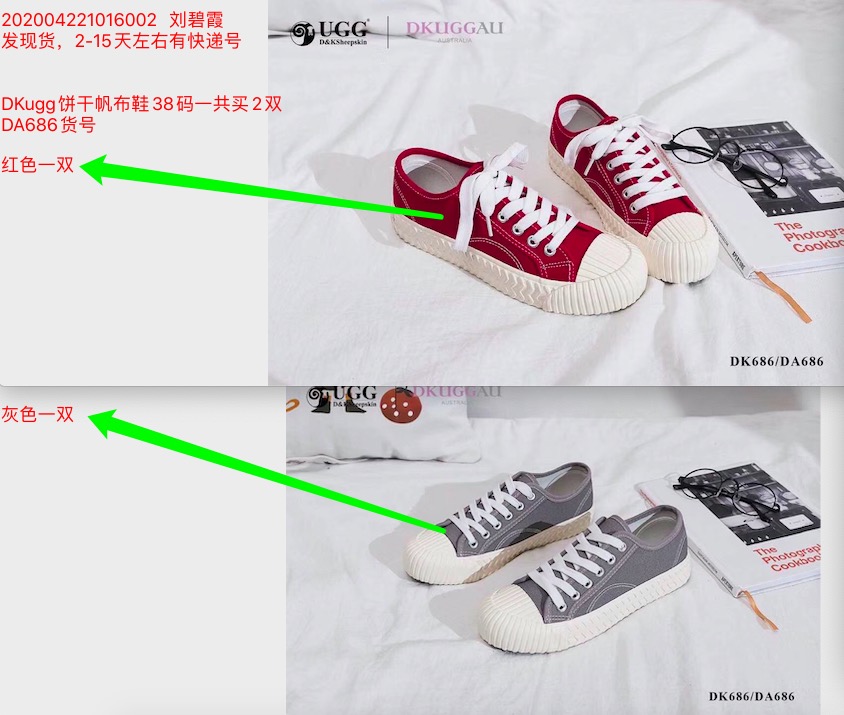 202004221016002 刘碧霞
发现货，2-15天左右有快递号
DKugg饼干帆布鞋38码一共买2双
DA686货号
红色一双
UGG®
D&KSheepskin
DKUGGAU
AUSTRALIA
The
Photogra
Cookbo
DK686/DA686
灰色一双
UGG
D&KSheepskin
DKUGGAU
AUSTRALIA
The
Photograp
Cookboo
DK686/DA686